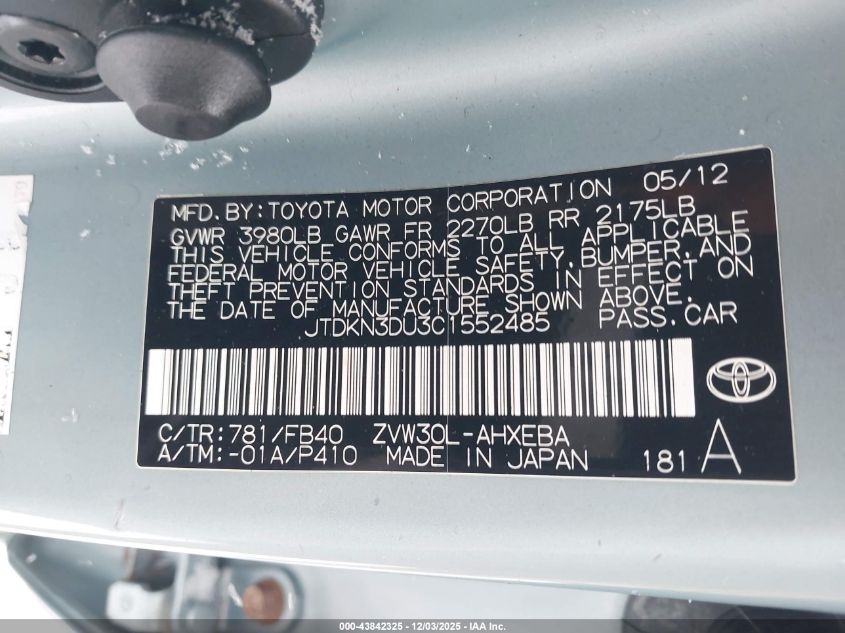 MFD. BY: TOYOTA MOTOR CORPORATION 05/12
GVWR 3980LB GAWR FR 2270LB RR 2175LB
THIS VEHICLE CONFORMS TO ALL APPLICABLE
FEDERAL MOTOR VEHICLE SAFETY, BUMPER, AND
THEFT PREVENTION STANDARDS IN EFFECT ON
THE DATE OF MANUFACTURE SHOWN ABOVE.
JTDKN3DU3C1552485 PASS. CAR
C/TR: 781/FB40 ZVW30L-AHXEBA
A/TM: -01A/P410 MADE IN JAPAN 181 A
000-43842325 - 12/03/2025 - IAA Inc.